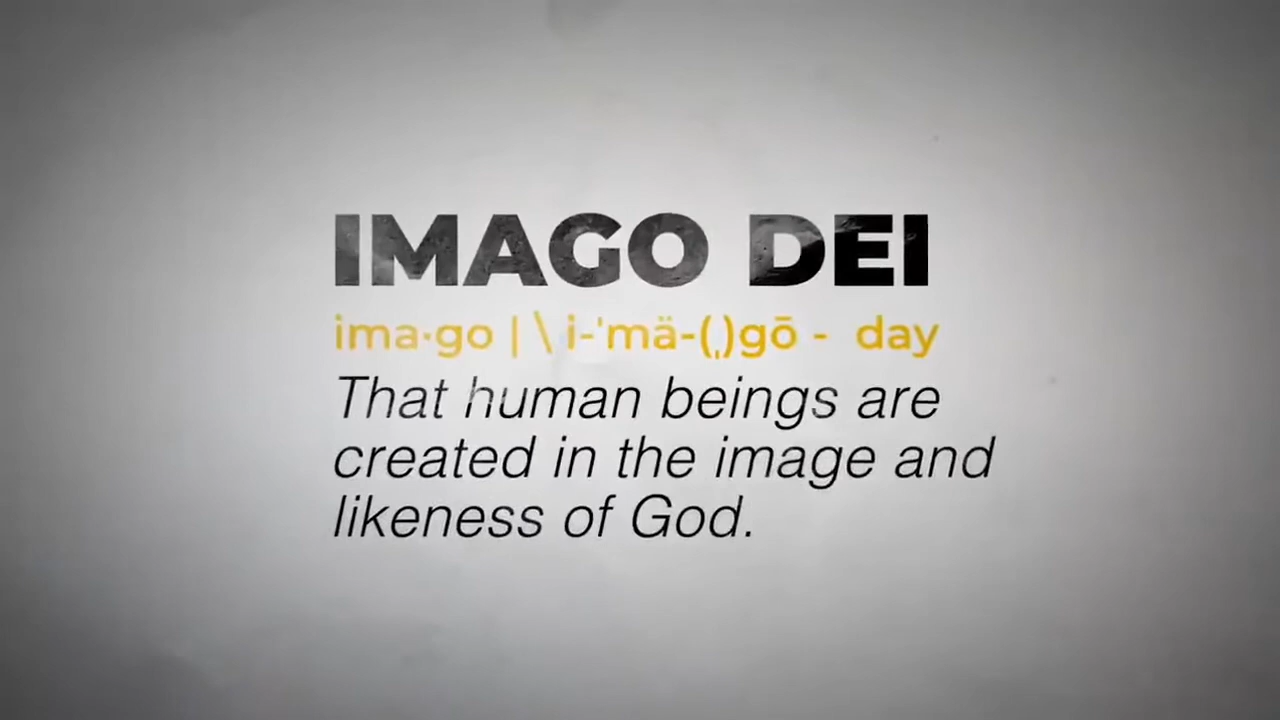 IMAGO DEI
ima·go | \ i-ˈmä-(ˌ)gō - day
That human beings are
created in the image and
likeness of God.